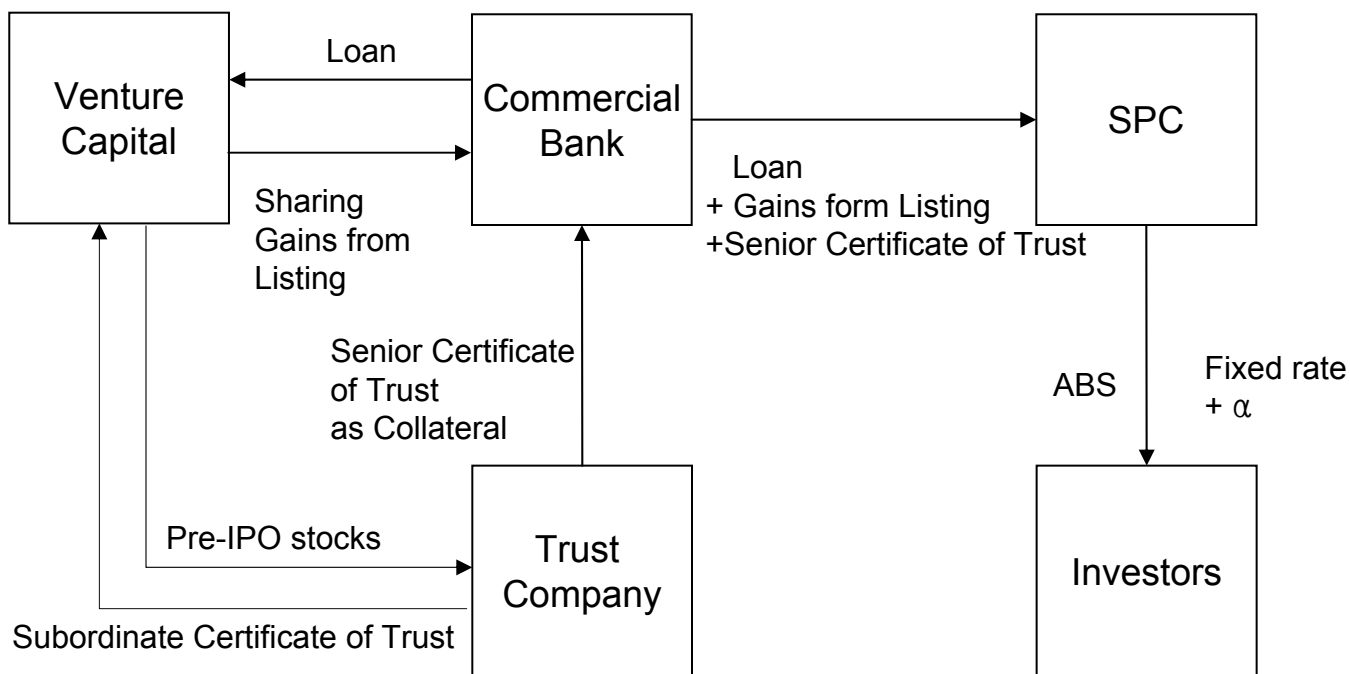 Loan
Venture
Capital
Commercial
Bank
SPC
Sharing
Gains from
Listing
Loan
+ Gains form Listing
+Senior Certificate of Trust
Senior Certificate
of Trust
as Collateral
ABS
Fixed rate
+ α
Pre-IPO stocks
Trust
Company
Investors
Subordinate Certificate of Trust